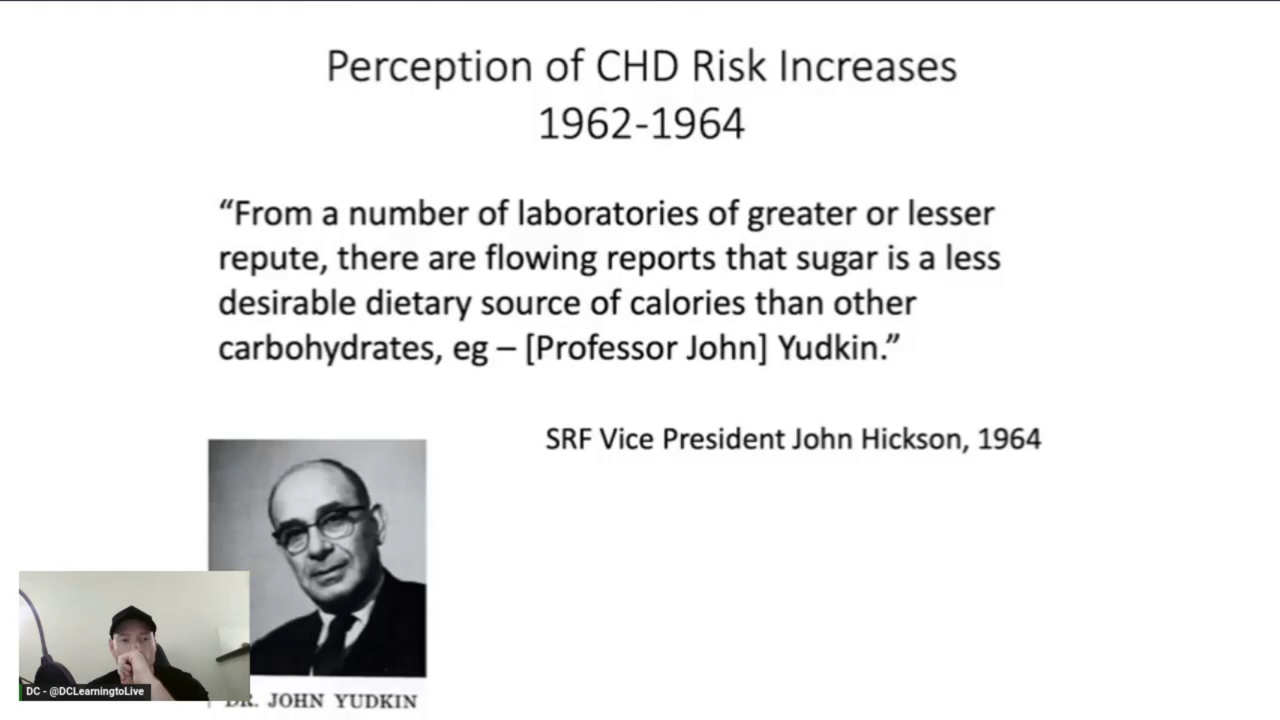 Perception of CHD Risk Increases
1962-1964
“From a number of laboratories of greater or lesser
repute, there are flowing reports that sugar is a less
desirable dietary source of calories than other
carbohydrates, eg – [Professor John] Yudkin.”
SRF Vice President John Hickson, 1964
DC - @DCLearningtoLive
DR. JOHN YUDKIN